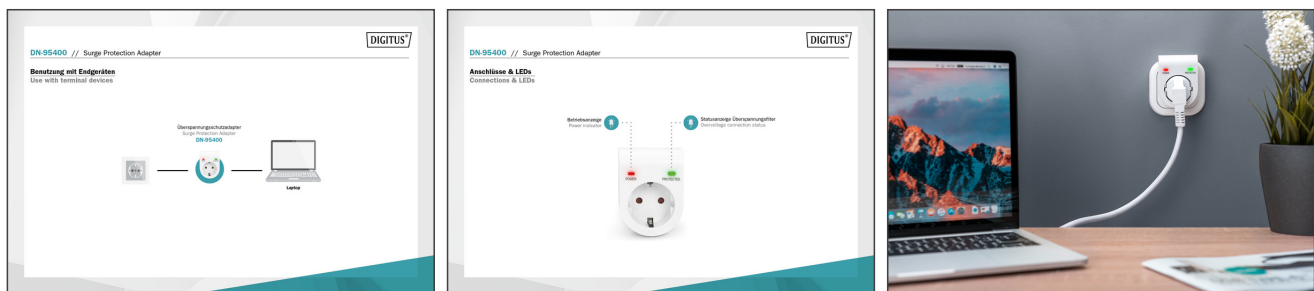 DIGITUS®
DN-95400 // Surge Protection Adapter
Benutzung mit Endgeräten
Use with terminal devices
Überspannungsschutzadapter
Surge Protection Adapter
DN-95400
Laptop
DIGITUS®
DN-95400 // Surge Protection Adapter
Anschlüsse & LEDs
Connections & LEDs
Betriebsanzeige
Power indicator
Statusanzeige Überspannungsfilter
Overvoltage connection status
POWER
PROTECTED